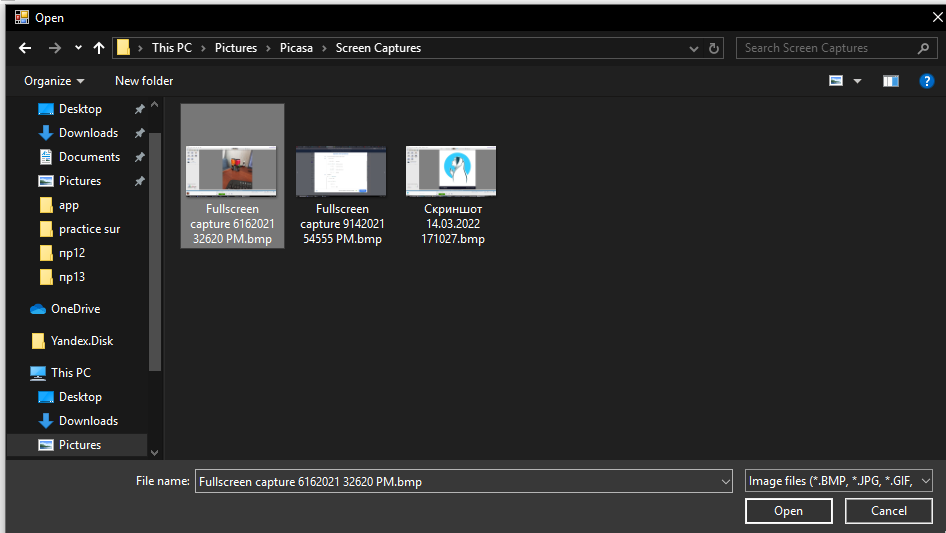 Open
This PC > Pictures > Picasa > Screen Captures
Search Screen Captures
Organize
New folder
Desktop
Downloads
Documents
Pictures
app
practice sur
пр12
пр13
OneDrive
Yandex.Disk
This PC
Desktop
Downloads
Pictures
Fullscreen
capture 6162021
32620 PM.bmp
Fullscreen
capture 9142021
54555 PM.bmp
Скриншот
14.03.2022
171027.bmp
File name:
Fullscreen capture 6162021 32620 PM.bmp
Image files (*.BMP, *.JPG, *.GIF,
Open
Cancel